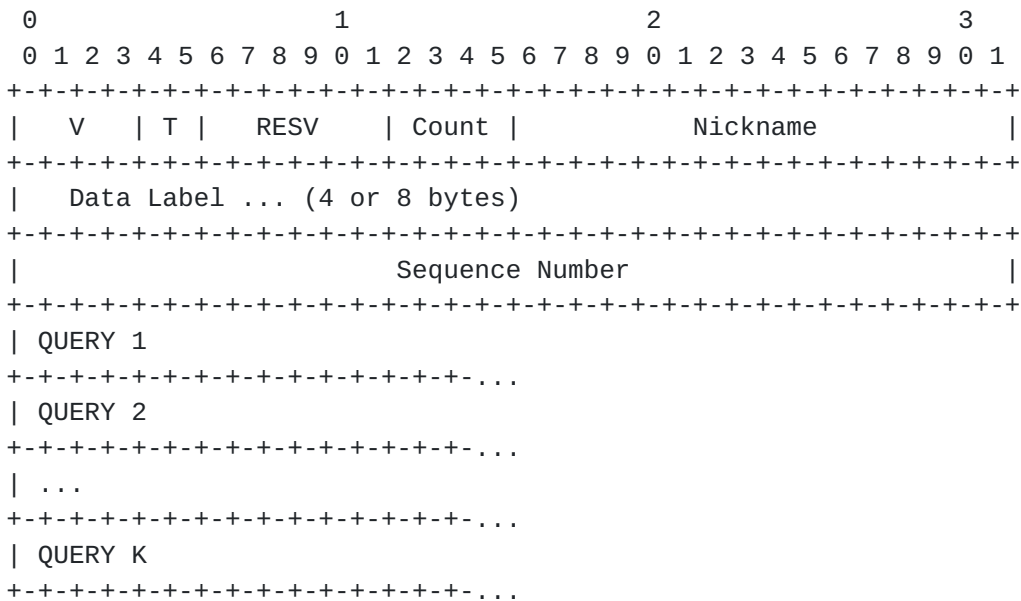 0                   1                   2                   3
 0 1 2 3 4 5 6 7 8 9 0 1 2 3 4 5 6 7 8 9 0 1 2 3 4 5 6 7 8 9 0 1
+-+-+-+-+-+-+-+-+-+-+-+-+-+-+-+-+-+-+-+-+-+-+-+-+-+-+-+-+-+-+-+-+
|   V   | T |   RESV    | Count |           Nickname            |
+-+-+-+-+-+-+-+-+-+-+-+-+-+-+-+-+-+-+-+-+-+-+-+-+-+-+-+-+-+-+-+-+
|   Data Label ... (4 or 8 bytes)
+-+-+-+-+-+-+-+-+-+-+-+-+-+-+-+-+-+-+-+-+-+-+-+-+-+-+-+-+-+-+-+-+
|                        Sequence Number                        |
+-+-+-+-+-+-+-+-+-+-+-+-+-+-+-+-+-+-+-+-+-+-+-+-+-+-+-+-+-+-+-+-+
| QUERY 1
+-+-+-+-+-+-+-+-+-+-+-+-+-+-+-...
| QUERY 2
+-+-+-+-+-+-+-+-+-+-+-+-+-+-+-...
| ...
+-+-+-+-+-+-+-+-+-+-+-+-+-+-+-...
| QUERY K
+-+-+-+-+-+-+-+-+-+-+-+-+-+-+-...